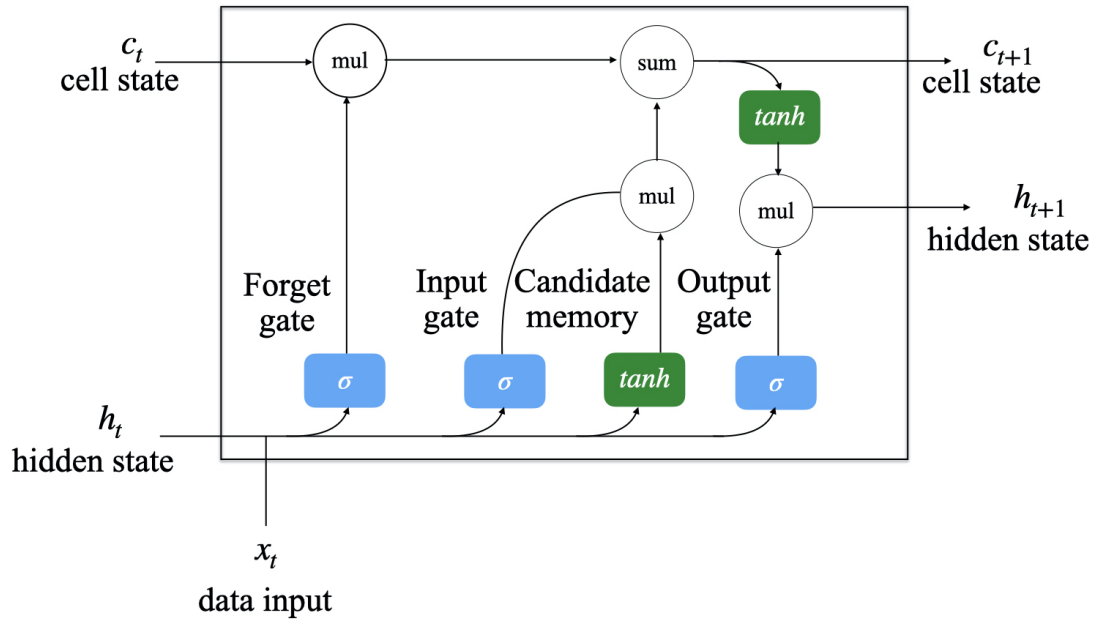 c_t
cell state
mul
sum
c_{t+1}
cell state
tanh
mul
mul
h_{t+1}
hidden state
Forget
gate
Input
gate
Candidate
memory
Output
gate
σ
σ
tanh
σ
h_t
hidden state
x_t
data input